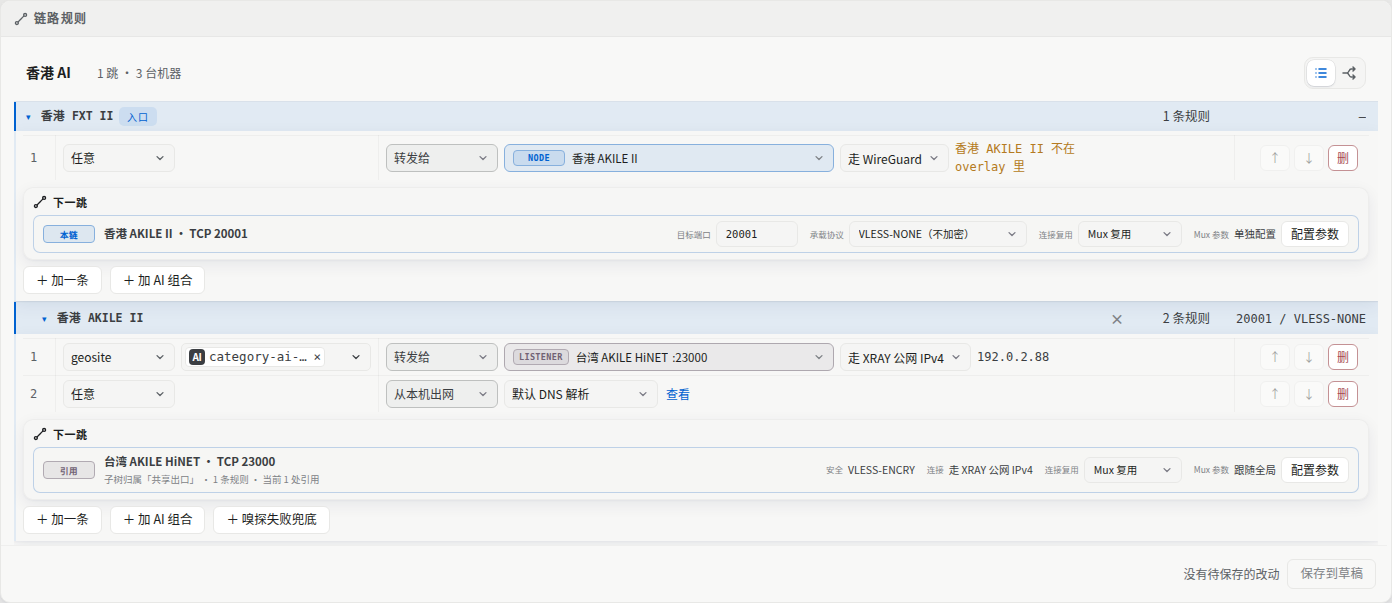 链路规则
香港 AI 1 跳 · 3 台机器
香港 FXT II 入口 1 条规则 −
1 任意 转发给 NODE 香港 AKILE II 走 WireGuard 香港 AKILE II 不在 overlay 里 ↑ ↓ 删
下一跳
本链 香港 AKILE II · TCP 20001 目标端口 20001 承载协议 VLESS-NONE（不加密） 连接复用 Mux 复用 Mux 参数 单独配置 配置参数
+ 加一条 + 加 AI 组合
香港 AKILE II × 2 条规则 20001 / VLESS-NONE
1 geosite AI category-ai-… × 转发给 LISTENER 台湾 AKILE HiNET :23000 走 XRAY 公网 IPv4 192.0.2.88 ↑ ↓ 删
2 任意 从本机出网 默认 DNS 解析 查看 ↑ ↓ 删
下一跳
引用 台湾 AKILE HiNET · TCP 23000
子树归属「共享出口」 · 1 条规则 · 当前 1 处引用
安全 VLESS-ENCRY 连接 走 XRAY 公网 IPv4 连接复用 Mux 复用 Mux 参数 跟随全局 配置参数
+ 加一条 + 加 AI 组合 + 嗅探失败兜底
没有待保存的改动 保存到草稿